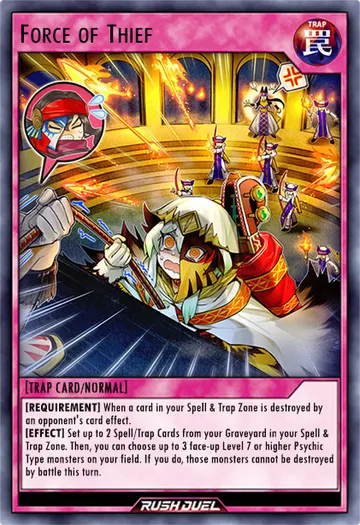 Force of Thief
TRAP
罠
[TRAP CARD/NORMAL]
[REQUIREMENT] When a card in your Spell & Trap Zone is destroyed by
an opponent's card effect.
[EFFECT] Set up to 2 Spell/Trap Cards from your Graveyard in your Spell &
Trap Zone. Then, you can choose up to 3 face-up Level 7 or higher Psychic
Type monsters on your field. If you do, those monsters cannot be destroyed
by battle this turn.
RUSH DUEL